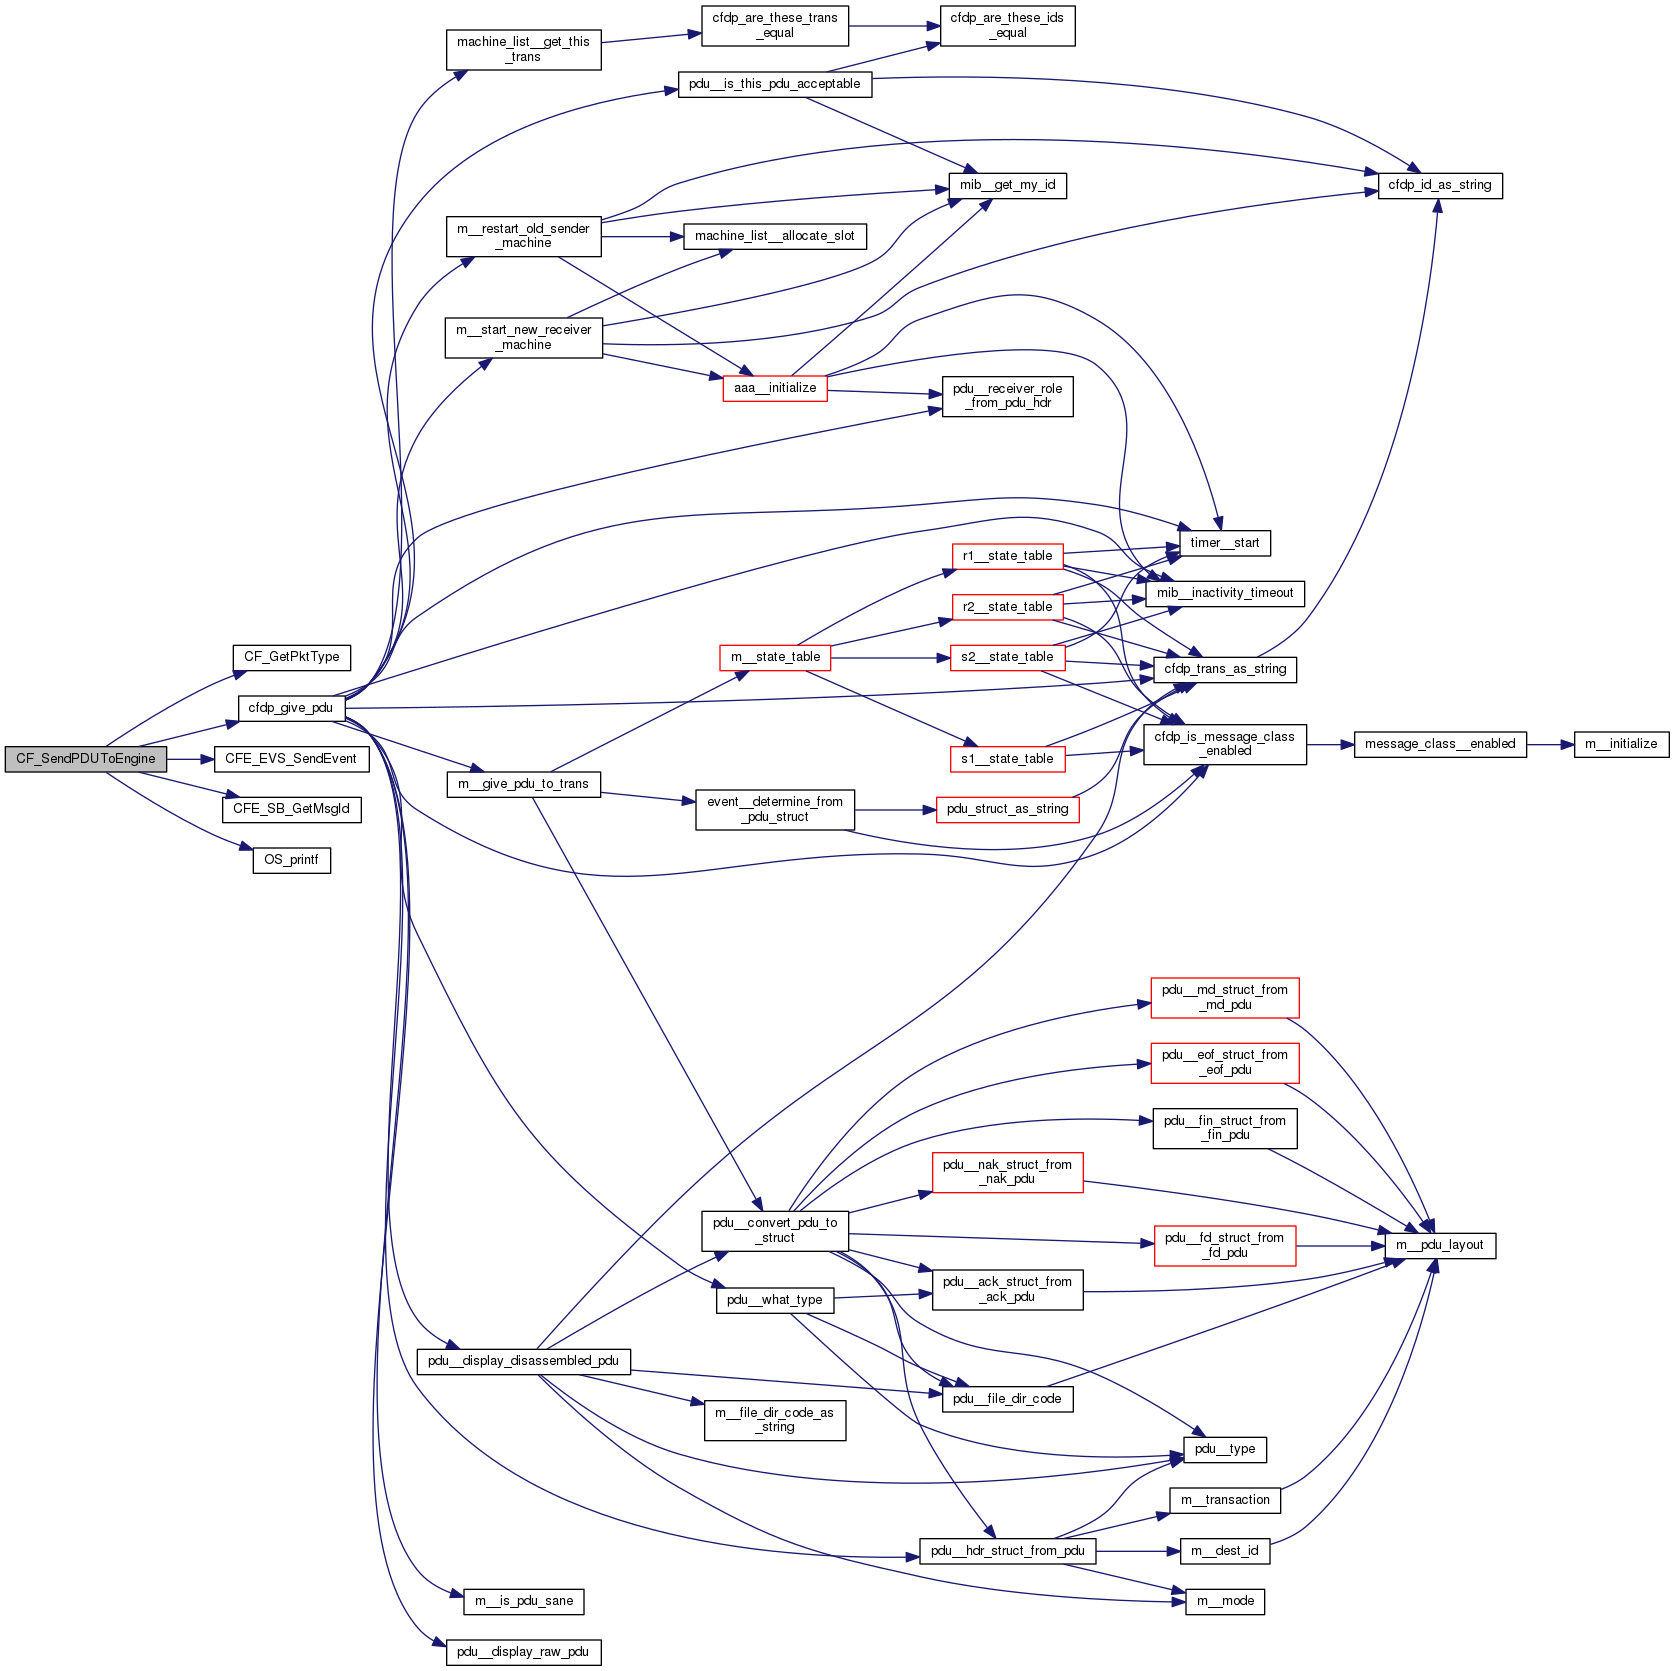 cfdp_are_these_trans
_equal
cfdp_are_these_ids
_equal
machine_list__get_this
_trans
pdu__is_this_pdu_acceptable
mib__get_my_id
cfdp_id_as_string
m__restart_old_sender
_machine
machine_list__allocate_slot
m__start_new_receiver
_machine
aaa__initialize
pdu__receiver_role
_from_pdu_hdr
timer__start
r1__state_table
mib__inactivity_timeout
r2__state_table
CF_GetPktType
m__state_table
s2__state_table
cfdp_trans_as_string
cfdp_give_pdu
CF_SendPDUToEngine
CFE_EVS_SendEvent
s1__state_table
cfdp_is_message_class
_enabled
message_class__enabled
m__initialize
m__give_pdu_to_trans
CFE_SB_GetMsgId
event__determine_from
_pdu_struct
pdu_struct_as_string
OS_printf
pdu__md_struct_from
_md_pdu
pdu__eof_struct_from
_eof_pdu
pdu__fin_struct_from
_fin_pdu
pdu__nak_struct_from
_nak_pdu
pdu__convert_pdu_to
_struct
pdu__fd_struct_from
_fd_pdu
m__pdu_layout
pdu__ack_struct_from
_ack_pdu
pdu__what_type
pdu__display_disassembled_pdu
pdu__file_dir_code
m__file_dir_code_as
_string
pdu__type
m__transaction
pdu__hdr_struct_from_pdu
m__dest_id
m__is_pdu_sane
m__mode
pdu__display_raw_pdu